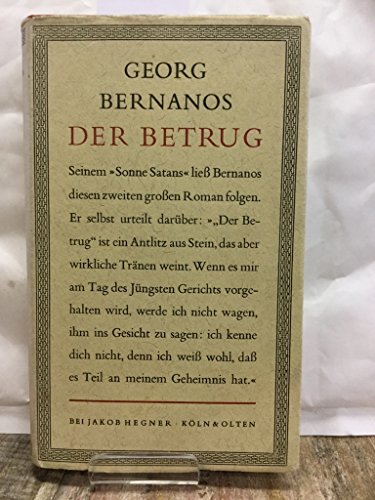 GEORG
BERNANOS
DER BETRUG
Seinem »Sonne Satans« ließ Bernanos
diesen zweiten großen Roman folgen.
Er selbst urteilt darüber: »„Der Be-
trug“ ist ein Antlitz aus Stein, das aber
wirkliche Tränen weint. Wenn es mir
am Tag des Jüngsten Gerichts vorge-
halten wird, werde ich nicht wagen,
ihm ins Gesicht zu sagen: ich kenne
dich nicht, denn ich weiß wohl, daß
es Teil an meinem Geheimnis hat.«
BEI JAKOB HEGNER · KÖLN & OLTEN